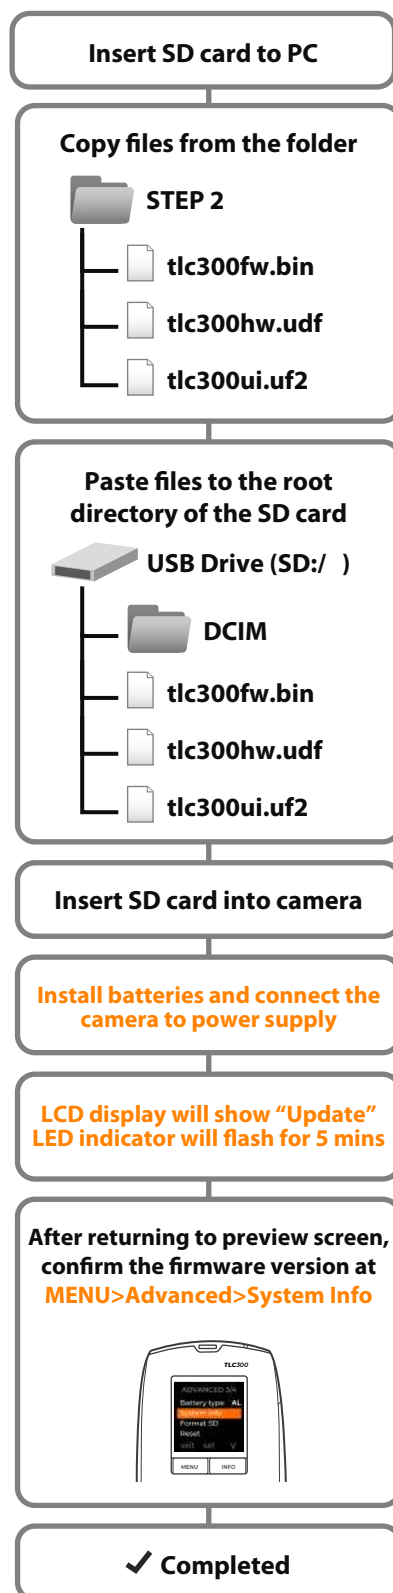 Insert SD card to PC
Copy files from the folder
STEP 2
tlc300fw.bin
tlc300hw.udf
tlc300ui.uf2
Paste files to the root
directory of the SD card
USB Drive (SD:/ )
DCIM
tlc300fw.bin
tlc300hw.udf
tlc300ui.uf2
Insert SD card into camera
Install batteries and connect the
camera to power supply
LCD display will show “Update”
LED indicator will flash for 5 mins
After returning to preview screen,
confirm the firmware version at
MENU>Advanced>System Info
TLC300
ADVANCED 3/4
Battery type AL
System Info
Format SD
Reset
exit sel V
MENU INFO
✓ Completed